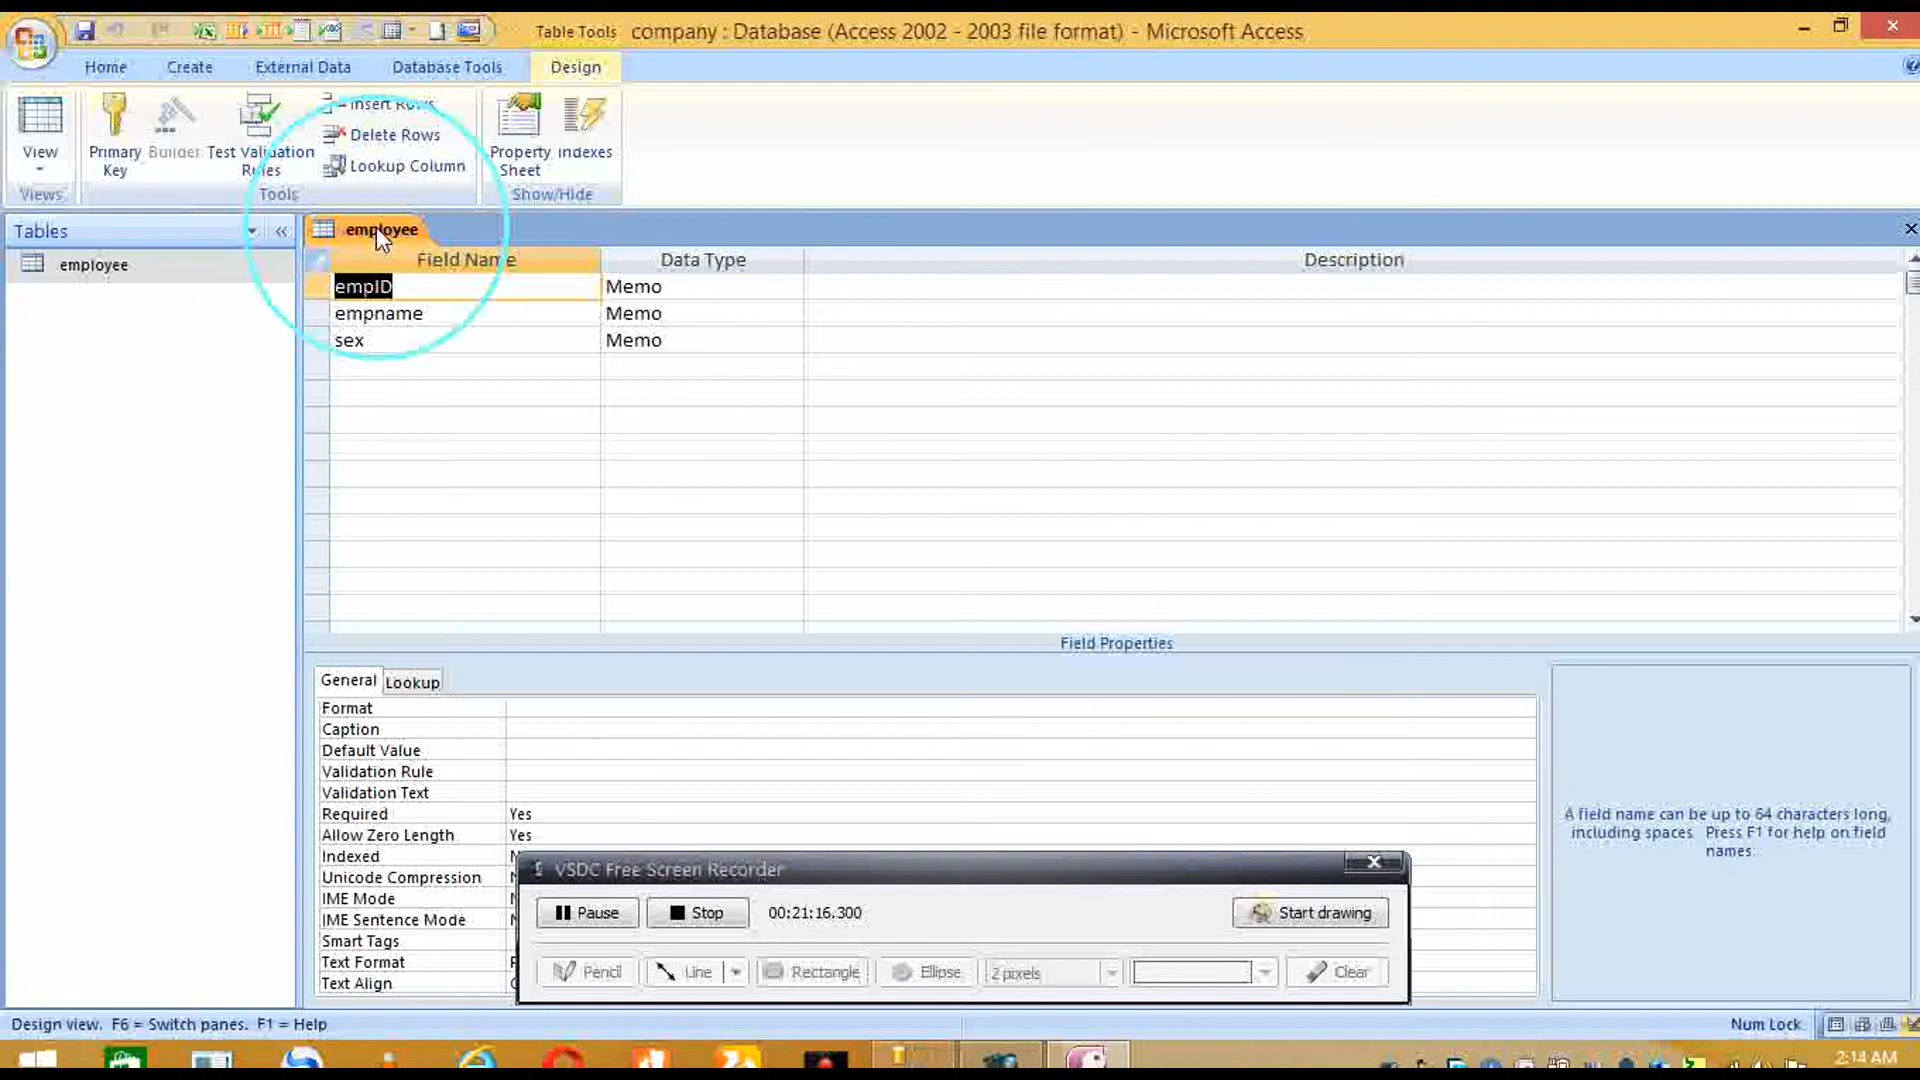 Table Tools company : Database (Access 2002 - 2003 file format) - Microsoft Access
Home Create External Data Database Tools Design
View
Primary Key
Builder
Test Validation Rules
Insert Rows
Delete Rows
Lookup Column
Property Sheet
Indexes
Views Tools Show/Hide
Tables «
employee
employee
Field Name Data Type Description
empID Memo
empname Memo
sex Memo
Field Properties
General Lookup
Format
Caption
Default Value
Validation Rule
Validation Text
Required Yes
Allow Zero Length Yes
Indexed
Unicode Compression
IME Mode
IME Sentence Mode
Smart Tags
Text Format
Text Align
A field name can be up to 64 characters long,
including spaces. Press F1 for help on field
names.
VSDC Free Screen Recorder
Pause Stop 00:21:16.300 Start drawing
Pencil Line Rectangle Ellipse 2 pixels Clear
Design view. F6 = Switch panes. F1 = Help Num Lock
2:14 AM